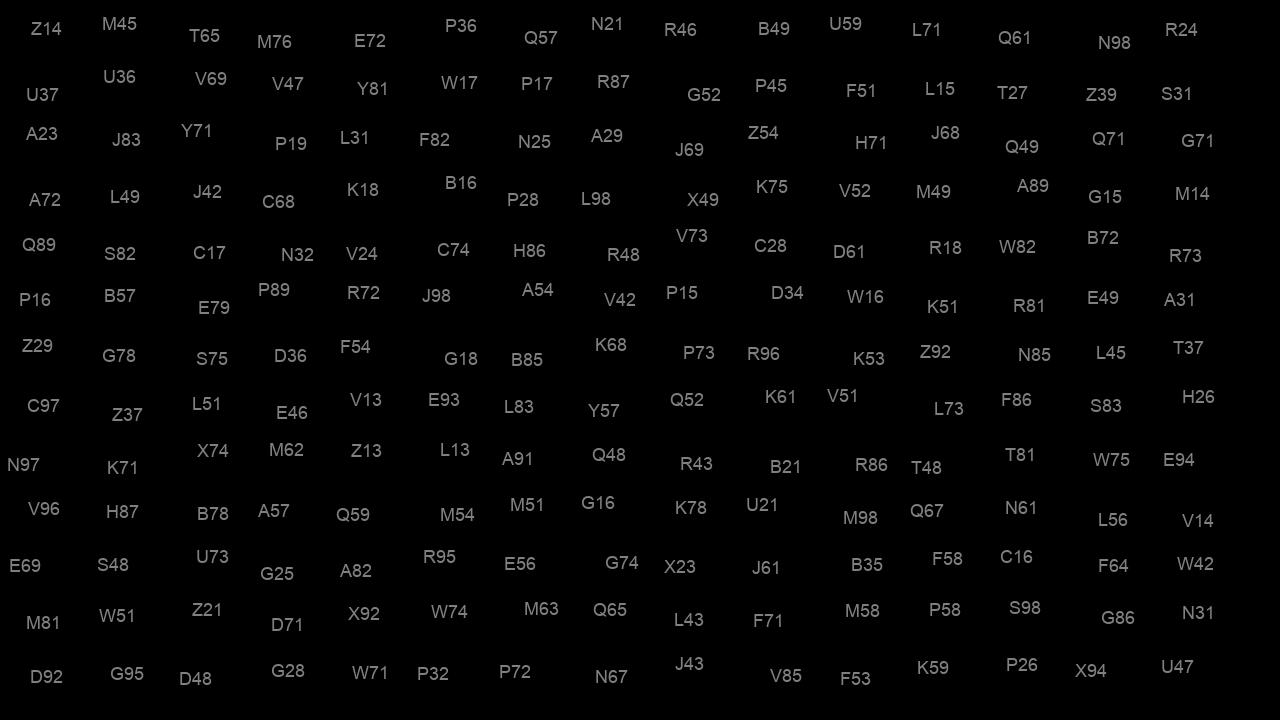 Z14 M45 T65 M76 E72 P36 Q57 N21 R46 B49 U59 L71 Q61 N98 R24
U37 U36 V69 V47 Y81 W17 P17 R87 G52 P45 F51 L15 T27 Z39 S31
A23 J83 Y71 P19 L31 F82 N25 A29 J69 Z54 H71 J68 Q49 Q71 G71
A72 L49 J42 C68 K18 B16 P28 L98 X49 K75 V52 M49 A89 G15 M14
Q89 S82 C17 N32 V24 C74 H86 R48 V73 C28 D61 R18 W82 B72 R73
P16 B57 E79 P89 R72 J98 A54 V42 P15 D34 W16 K51 R81 E49 A31
Z29 G78 S75 D36 F54 G18 B85 K68 P73 R96 K53 Z92 N85 L45 T37
C97 Z37 L51 E46 V13 E93 L83 Y57 Q52 K61 V51 L73 F86 S83 H26
N97 K71 X74 M62 Z13 L13 A91 Q48 R43 B21 R86 T48 T81 W75 E94
V96 H87 B78 A57 Q59 M54 M51 G16 K78 U21 M98 Q67 N61 L56 V14
E69 S48 U73 G25 A82 R95 E56 G74 X23 J61 B35 F58 C16 F64 W42
M81 W51 Z21 D71 X92 W74 M63 Q65 L43 F71 M58 P58 S98 G86 N31
D92 G95 D48 G28 W71 P32 P72 N67 J43 V85 F53 K59 P26 X94 U47